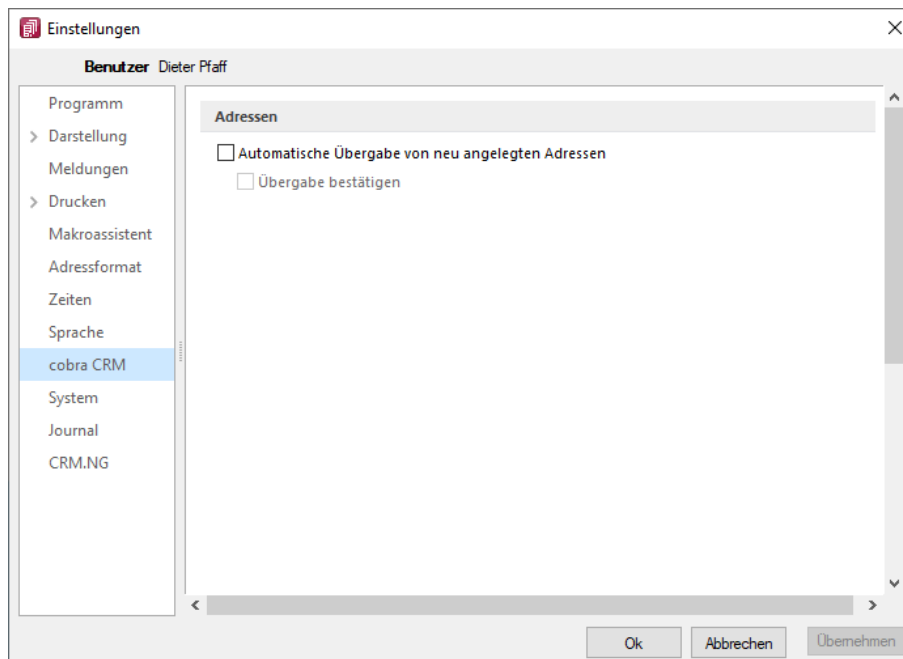 Einstellungen
Benutzer Dieter Pfaff
Programm
Darstellung
Meldungen
Drucken
Makroassistent
Adressformat
Zeiten
Sprache
cobra CRM
System
Journal
CRM.NG
Adressen
Automatische Übergabe von neu angelegten Adressen
Übergabe bestätigen
Ok
Abbrechen
Übernehmen